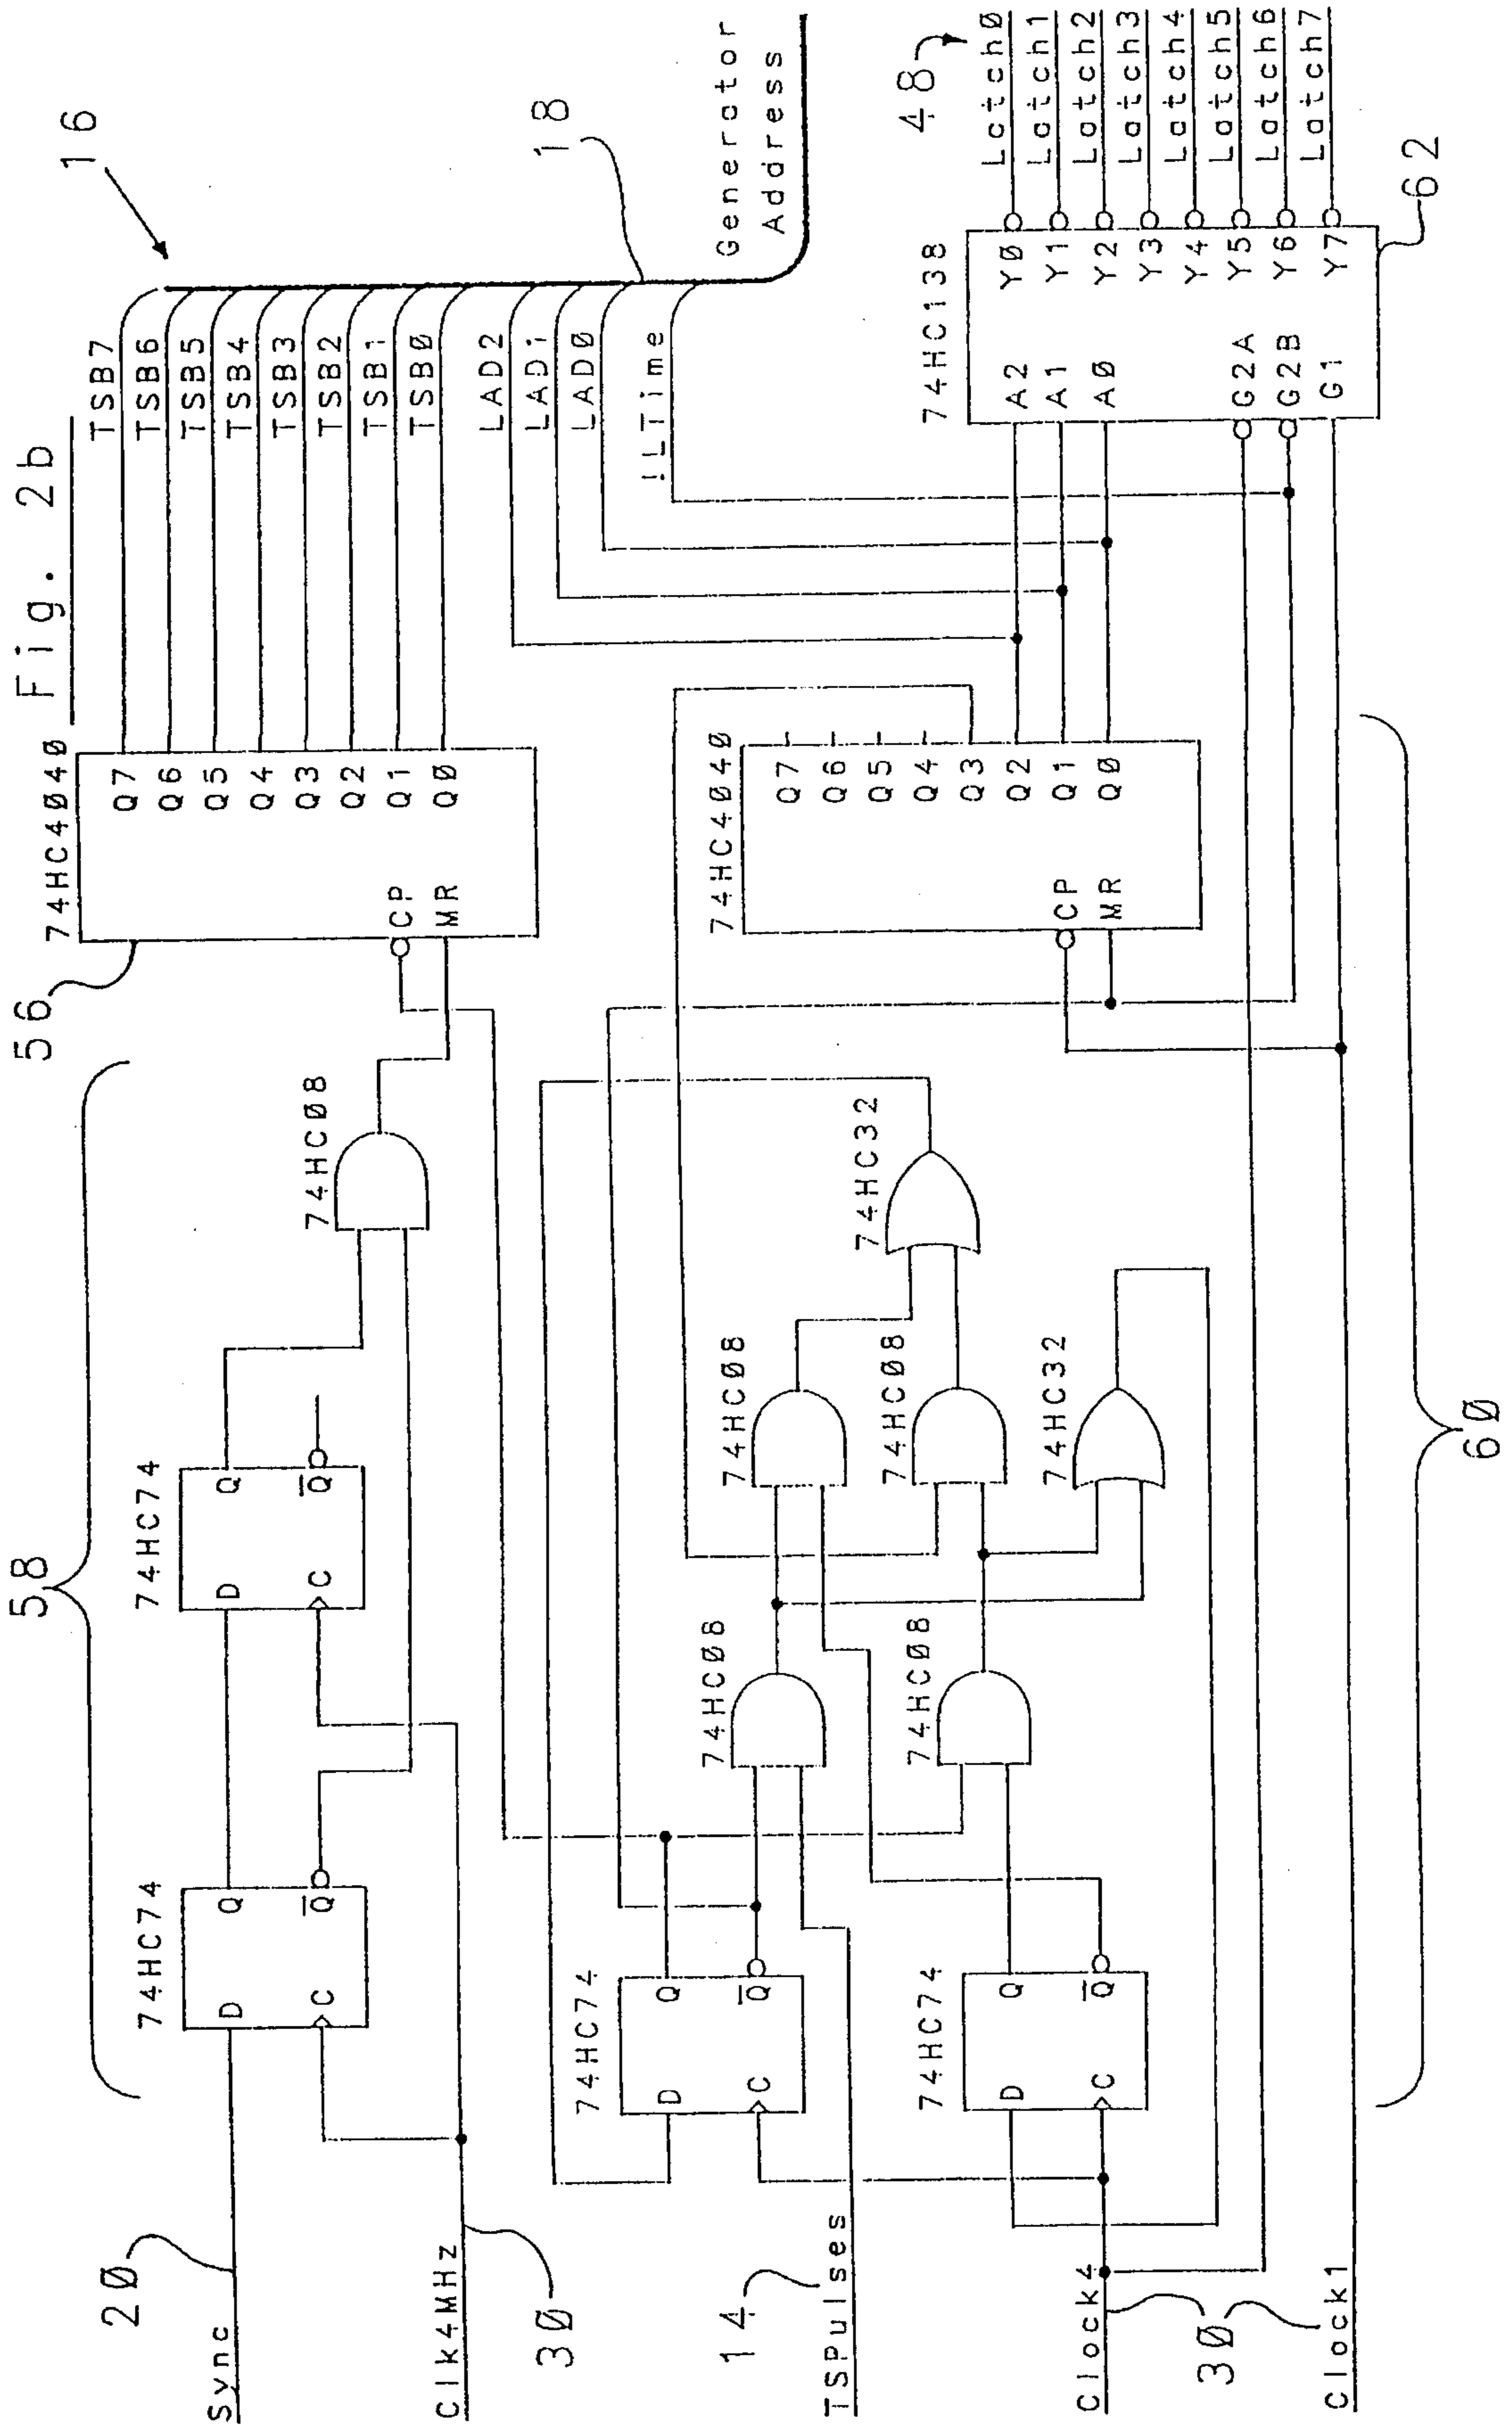 Fig. 2b
16
18
20
30
14
30
48
56
58
60
62
Sync
Clk4MHz
TSPulses
Clock4
Clock1
74HC74
D
Q
C
Q̅
74HC74
D
Q
C
Q̅
74HC08
74HC4040
CP
MR
Q7
Q6
Q5
Q4
Q3
Q2
Q1
Q0
TSB7
TSB6
TSB5
TSB4
TSB3
TSB2
TSB1
TSB0
LAD2
LAD1
LAD0
!LTime
Generator
Address
74HC74
D
Q
C
Q̅
74HC74
D
Q
C
Q̅
74HC08
74HC08
74HC08
74HC08
74HC32
74HC32
74HC4040
CP
MR
Q7
Q6
Q5
Q4
Q3
Q2
Q1
Q0
74HC138
A2
A1
A0
G2A
G2B
G1
Y0
Y1
Y2
Y3
Y4
Y5
Y6
Y7
Latch0
Latch1
Latch2
Latch3
Latch4
Latch5
Latch6
Latch7